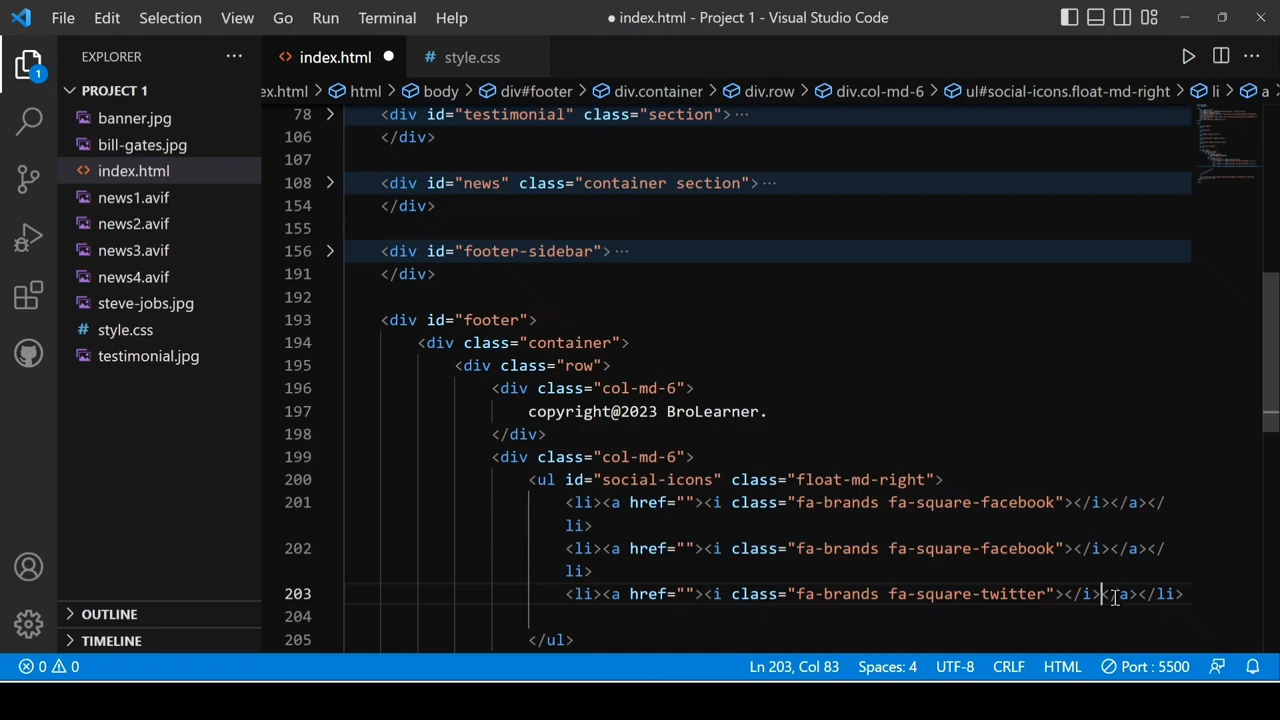 File Edit Selection View Go Run Terminal Help
● index.html - Project 1 - Visual Studio Code
EXPLORER ...
<> index.html ●
# style.css
ex.html > html > body > div#footer > div.container > div.row > div.col-md-6 > ul#social-icons.float-md-right > li > a
1
PROJECT 1
banner.jpg
bill-gates.jpg
<> index.html
news1.avif
news2.avif
news3.avif
news4.avif
steve-jobs.jpg
# style.css
testimonial.jpg
OUTLINE
TIMELINE
78 > <div id="testimonial" class="section">...
106 </div>
107
108 > <div id="news" class="container section">...
154 </div>
155
156 > <div id="footer-sidebar">...
191 </div>
192
193 <div id="footer">
194 <div class="container">
195 <div class="row">
196 <div class="col-md-6">
197 copyright@2023 BroLearner.
198 </div>
199 <div class="col-md-6">
200 <ul id="social-icons" class="float-md-right">
201 <li><a href=""><i class="fa-brands fa-square-facebook"></i></a></
li>
202 <li><a href=""><i class="fa-brands fa-square-facebook"></i></a></
li>
203 <li><a href=""><i class="fa-brands fa-square-twitter"></i></a></li>
204
205 </ul>
0 0 Ln 203, Col 83 Spaces: 4 UTF-8 CRLF HTML Port : 5500